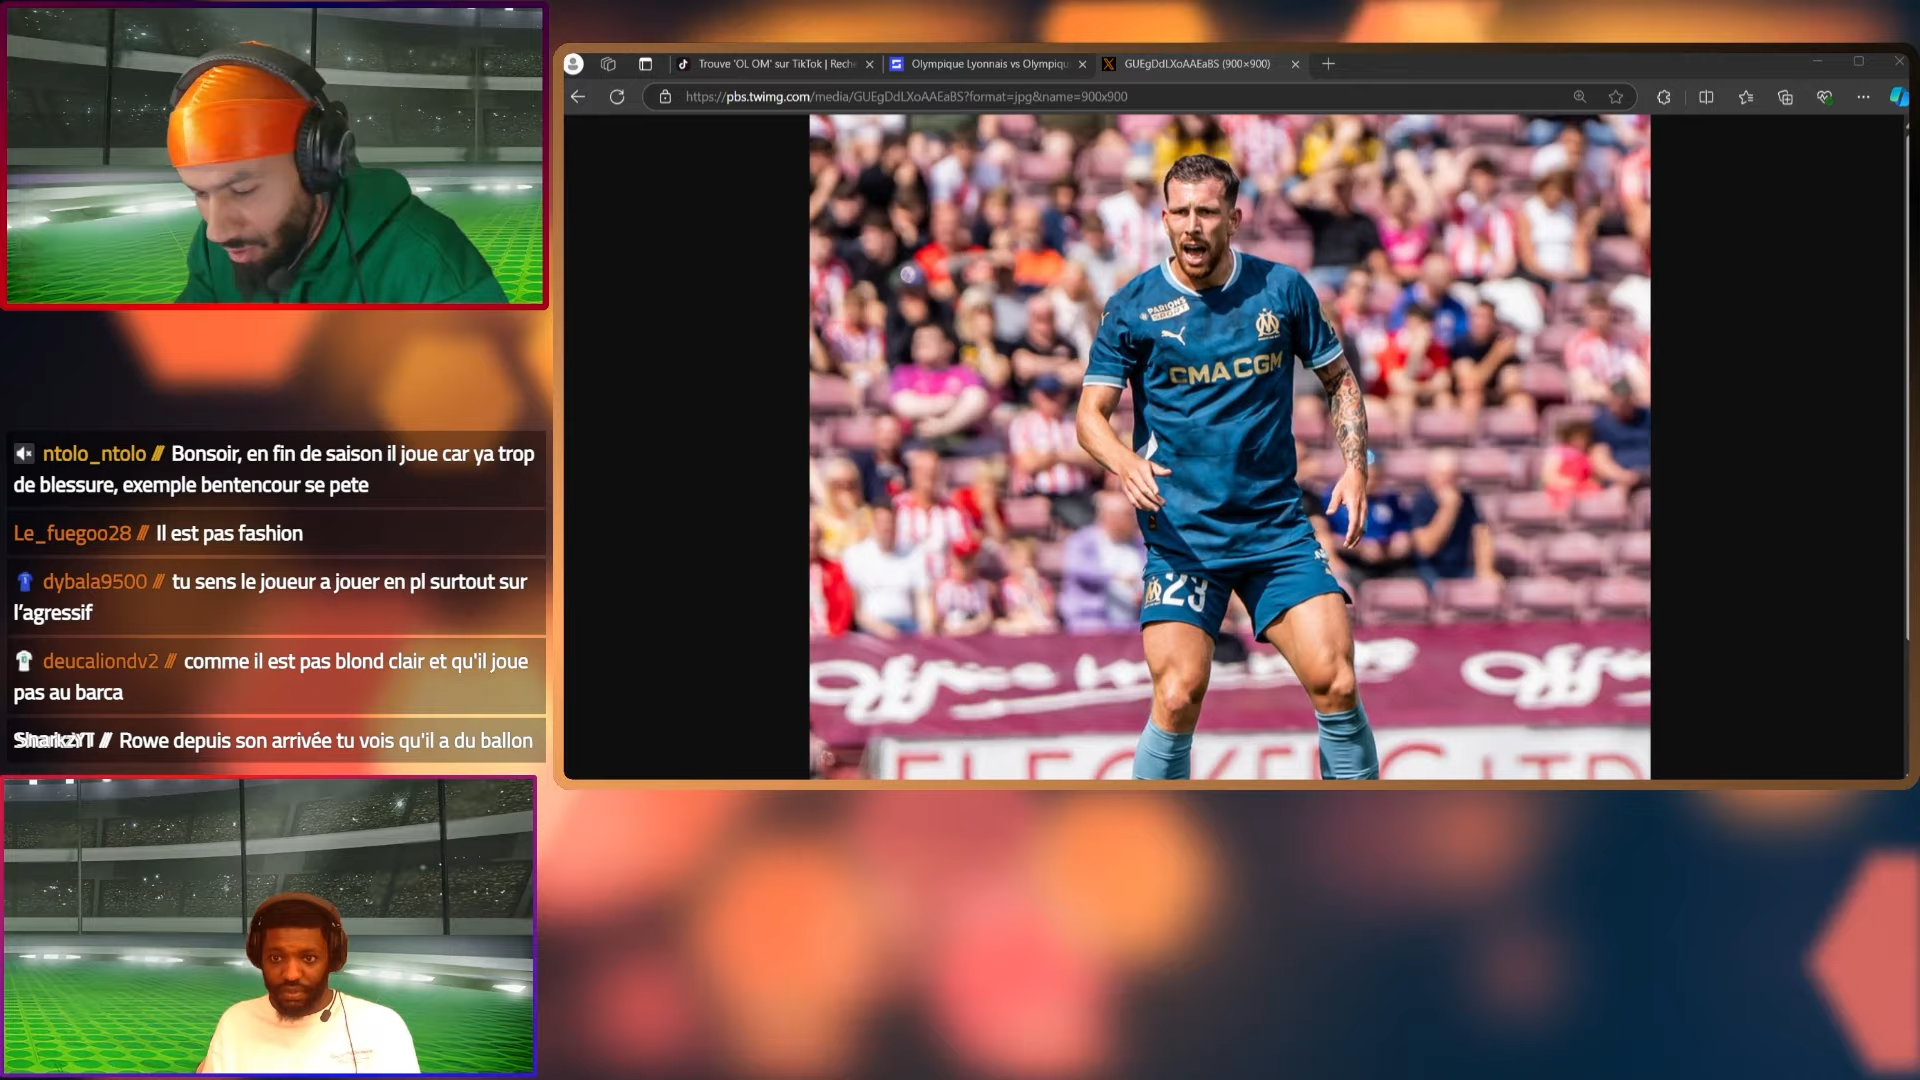 Trouve 'OL OM' sur TikTok | Rech
Olympique Lyonnais vs Olympiqu
GUEgDdLXoAAEaBS (900×900)
https://pbs.twimg.com/media/GUEgDdLXoAAEaBS?format=jpg&name=900x900
PARIONS
SPORT
CMA CGM
23
ELECKERG LTD
ntolo_ntolo /// Bonsoir, en fin de saison il joue car ya trop
de blessure, exemple bentencour se pete
Le_fuegoo28 /// Il est pas fashion
dybala9500 /// tu sens le joueur a jouer en pl surtout sur
l'agressif
deucaliondv2 /// comme il est pas blond clair et qu'il joue
pas au barca
SharkzYT /// Rowe depuis son arrivée tu vois qu'il a du ballon